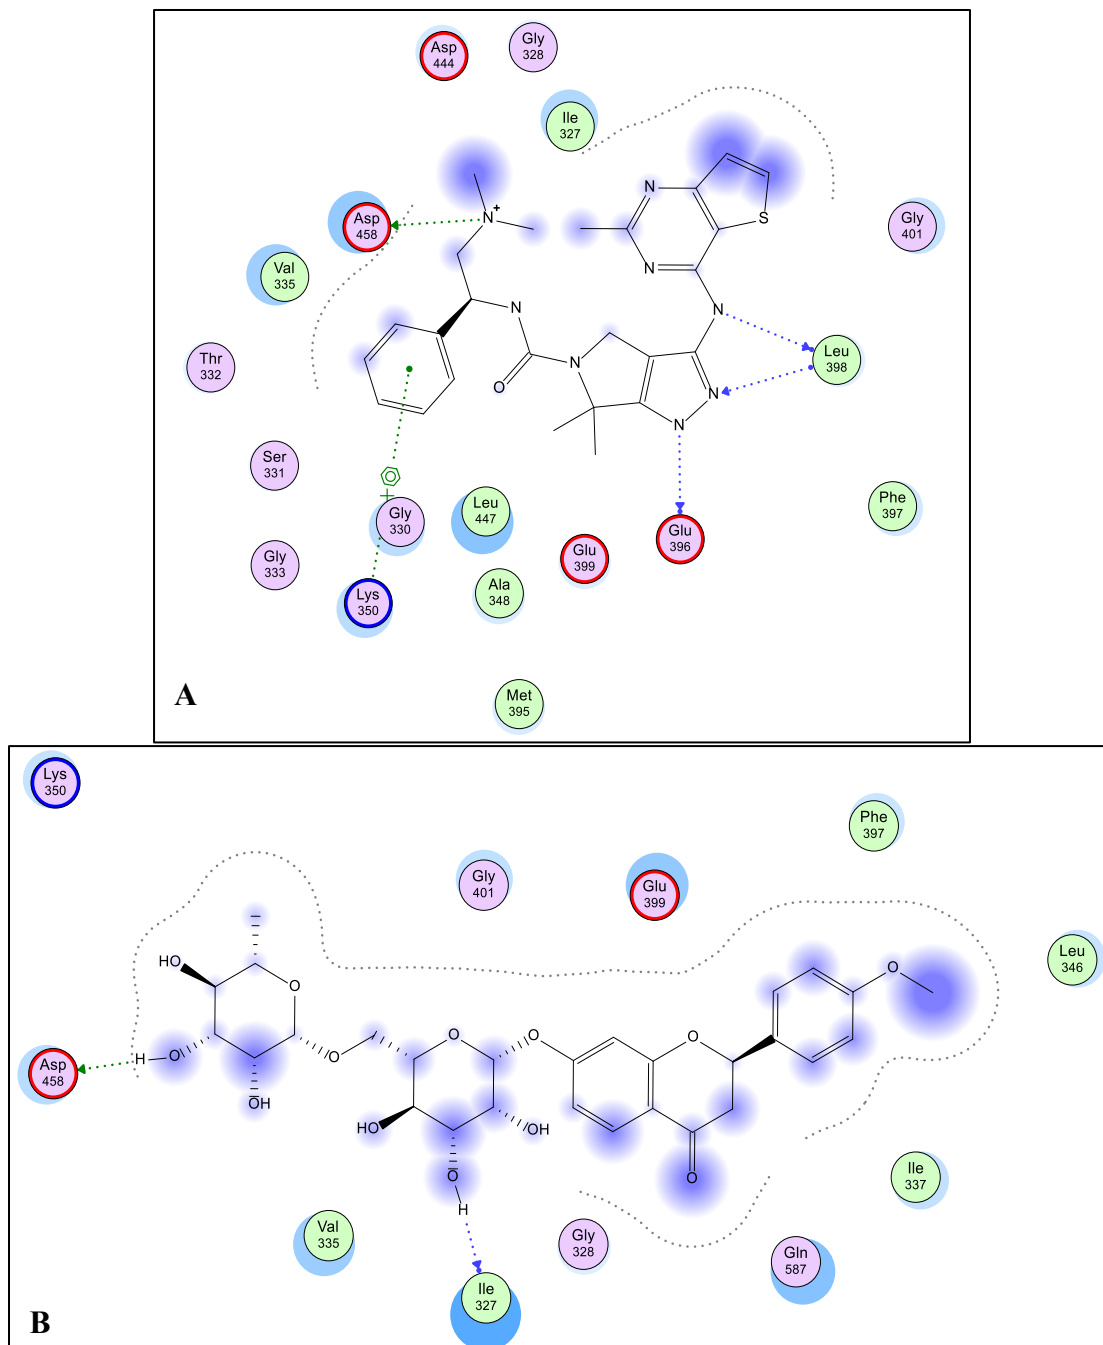 Asp
444
Gly
328
Ile
327
N
S
Asp
458
N+
Gly
401
Val
335
N
N
N
Leu
398
Thr
332
O
N
N
N
Ser
331
Gly
330
Leu
447
Phe
397
Gly
333
Glu
399
Glu
396
Lys
350
Ala
348
A
Met
395
Lys
350
Phe
397
Gly
401
Glu
399
Leu
346
HO
O
O
O
O
O
H
O
O
Asp
458
OH
HO
OH
O
O
H
Ile
337
Val
335
Gly
328
Gln
587
Ile
327
B